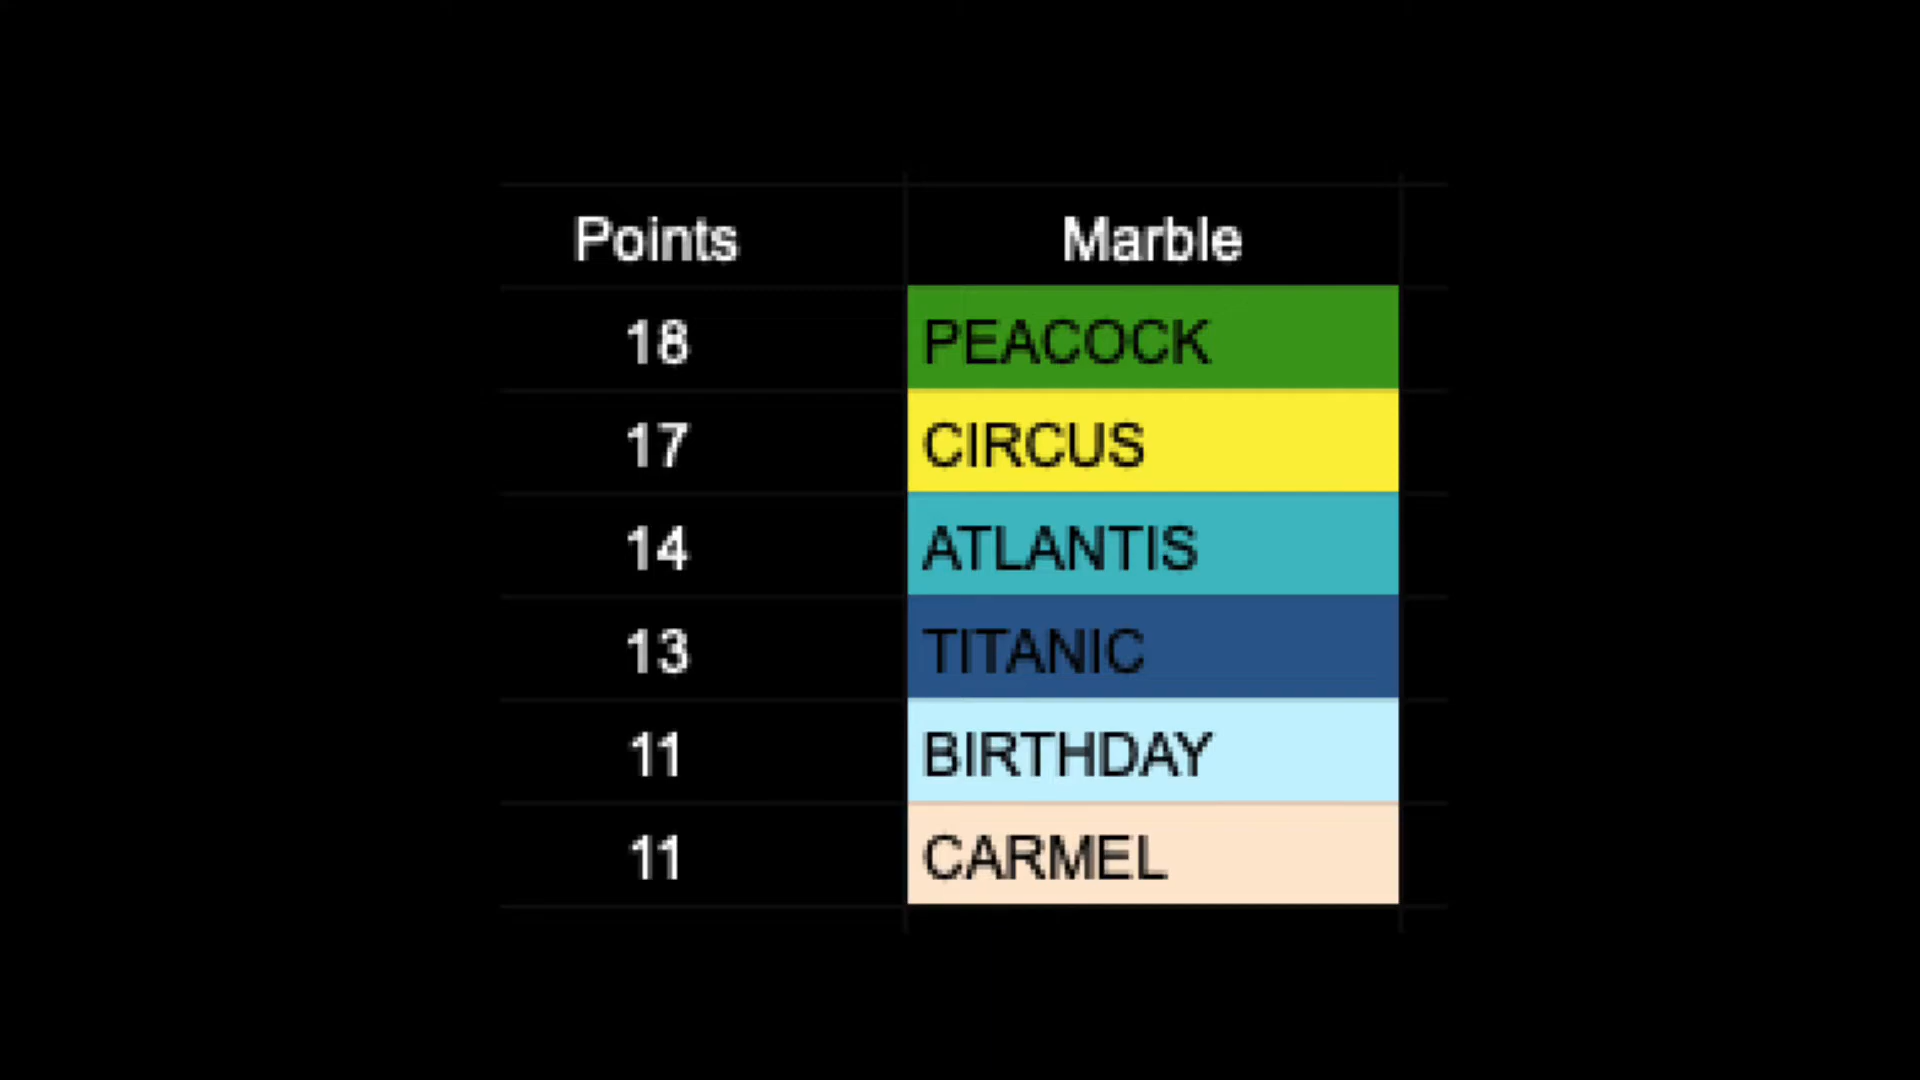 Points Marble
18 PEACOCK
17 CIRCUS
14 ATLANTIS
13 TITANIC
11 BIRTHDAY
11 CARMEL